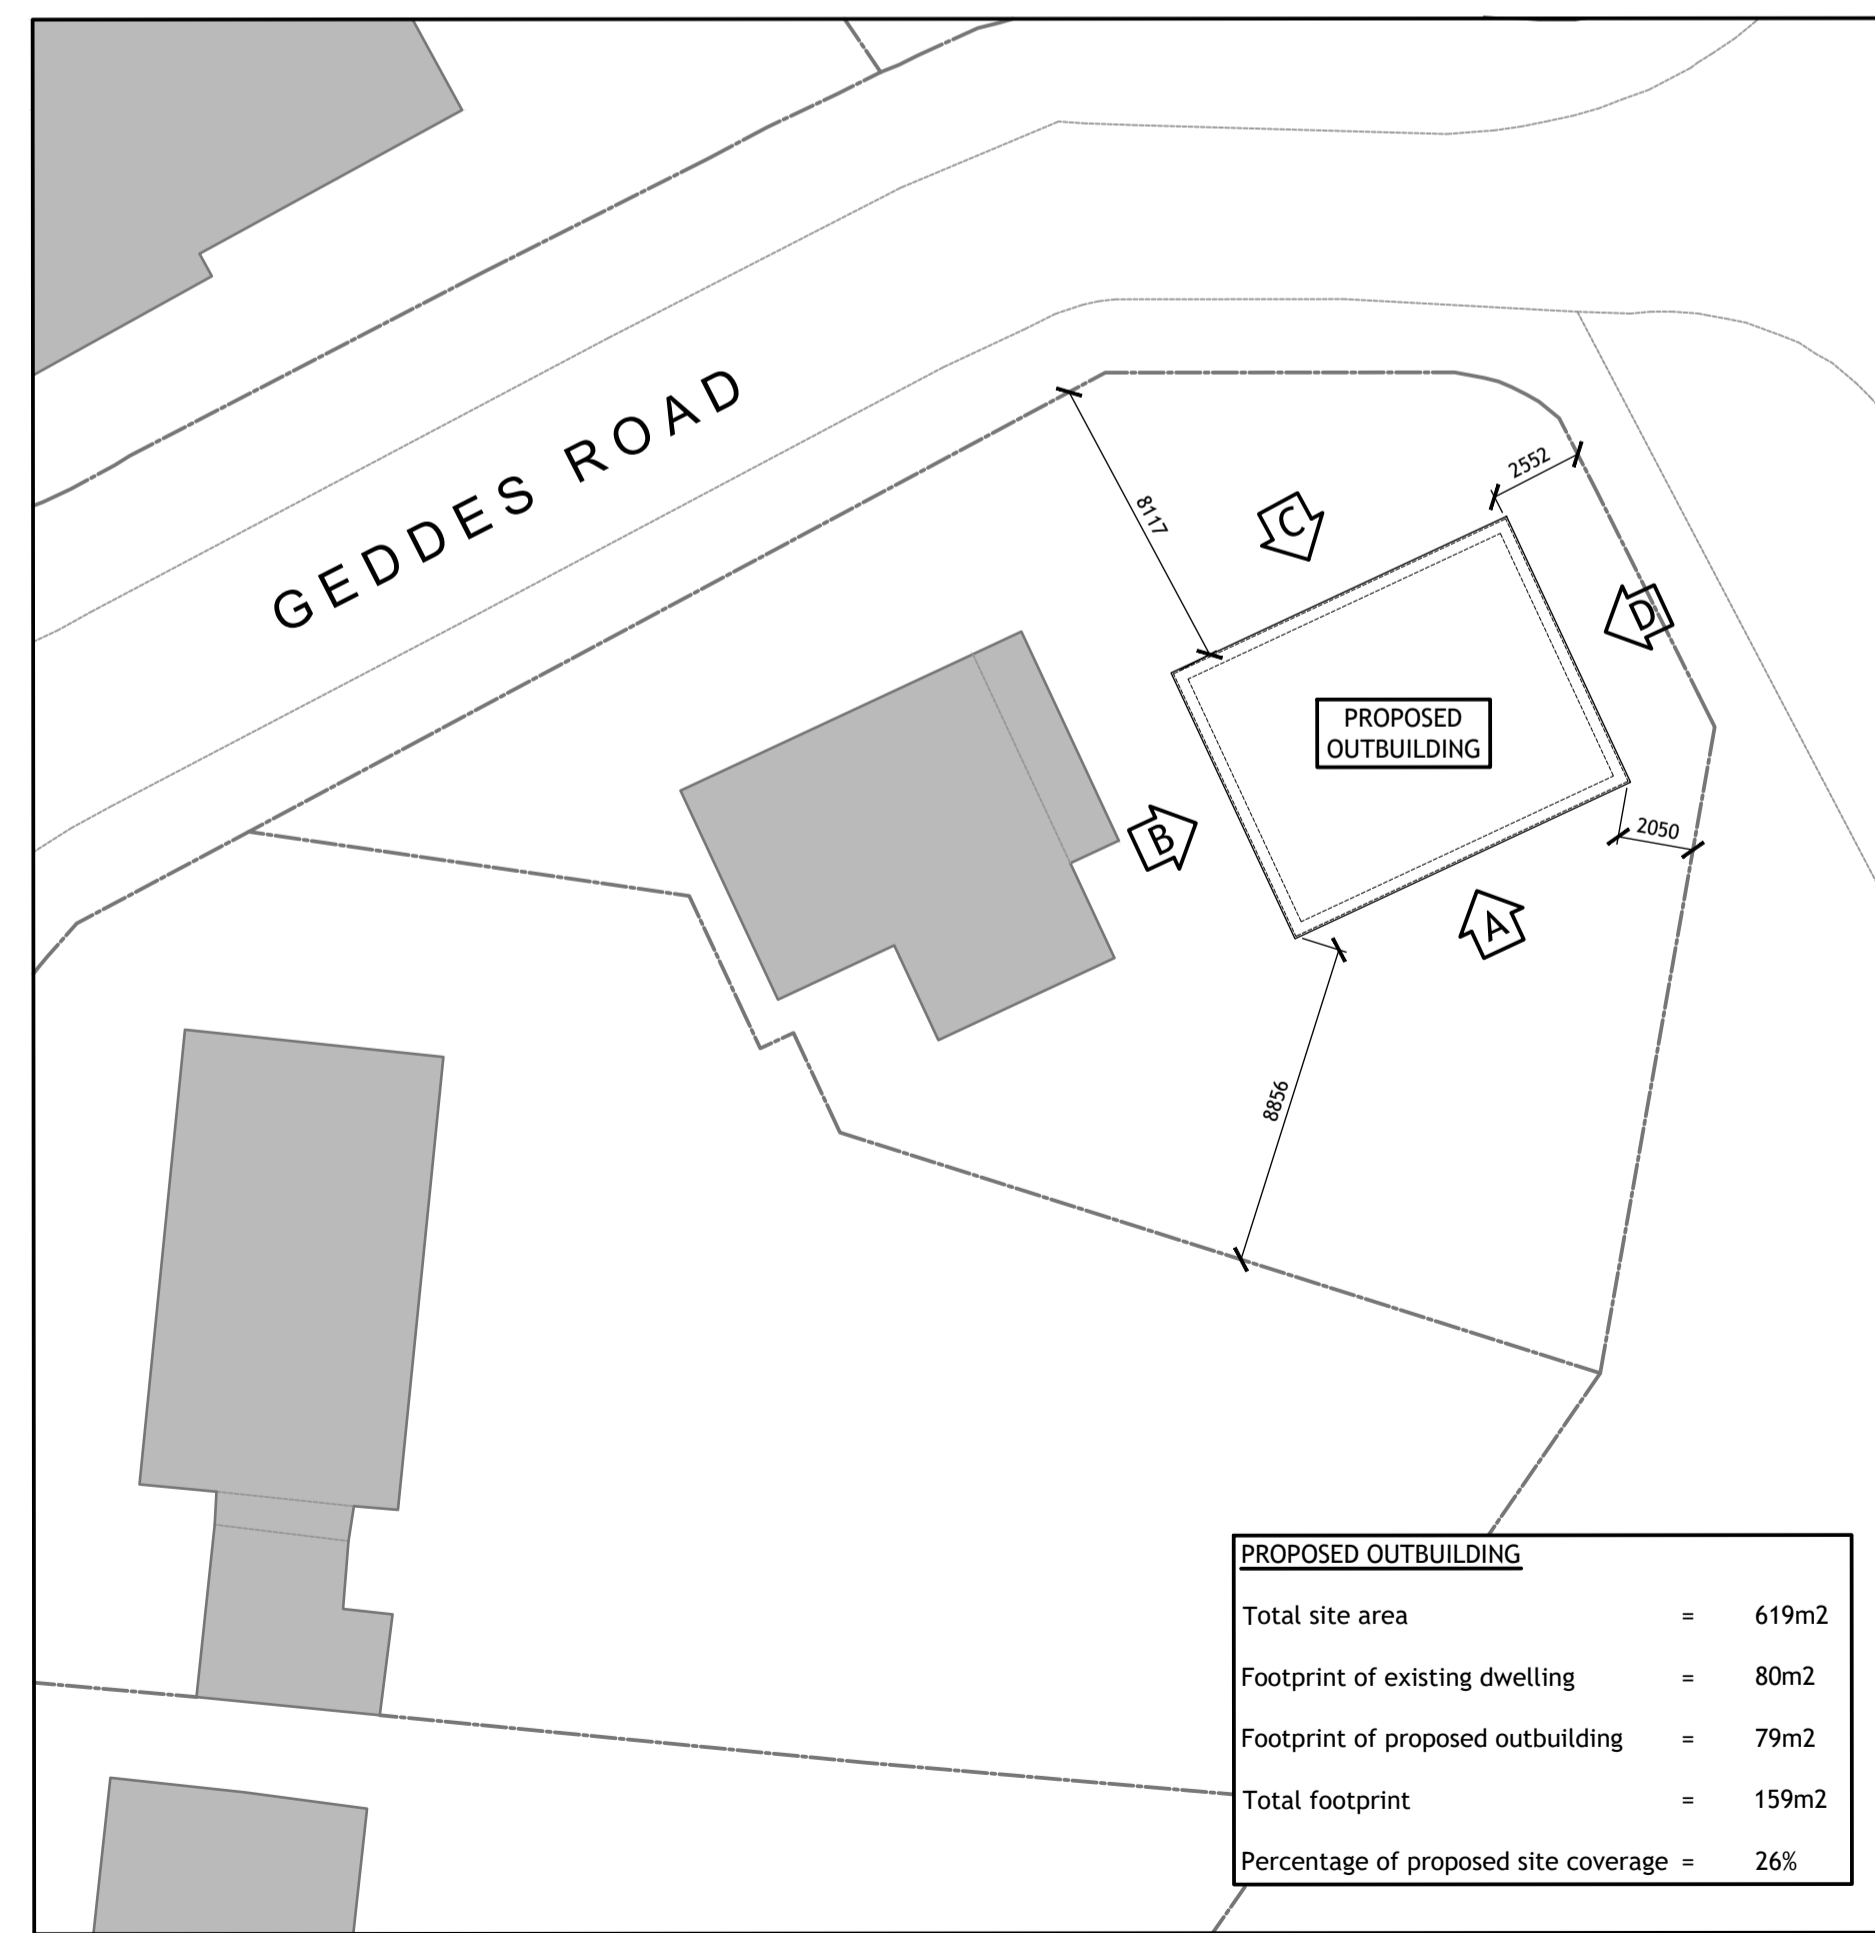 GEDDES ROAD
8117
2552
C
D
PROPOSED
OUTBUILDING
B
2050
A
8856
PROPOSED OUTBUILDING
Total site area = 619m2
Footprint of existing dwelling = 80m2
Footprint of proposed outbuilding = 79m2
Total footprint = 159m2
Percentage of proposed site coverage = 26%